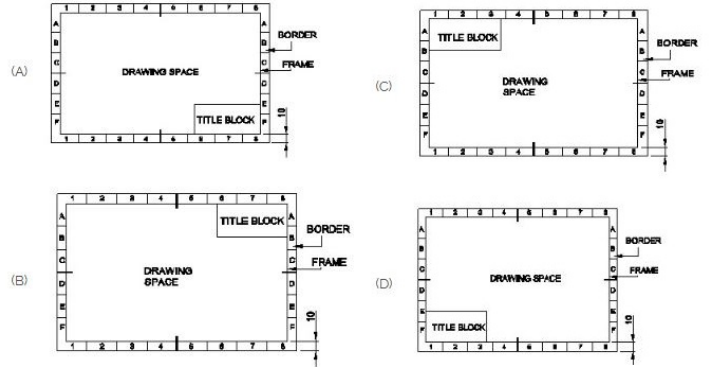 (A)
1 2 3 4 5 6 7 8
A A
B B
BORDER
C C
DRAWING SPACE
FRAME
D D
E E
F F
TITLE BLOCK
10
1 2 3 4 5 6 7 8
(C)
1 2 3 4 5 6 7 8
A A
TITLE BLOCK
B B
BORDER
C C
FRAME
DRAWING
SPACE
D D
E E
F F
10
1 2 3 4 5 6 7 8
(B)
1 2 3 4 5 6 7 8
A A
TITLE BLOCK
B B
BORDER
C C
FRAME
DRAWING
SPACE
D D
E E
F F
10
1 2 3 4 5 6 7 8
(D)
1 2 3 4 5 6 7 8
A A
B B
BORDER
C C
DRAWING SPACE
FRAME
D D
E E
F F
TITLE BLOCK
10
1 2 3 4 5 6 7 8